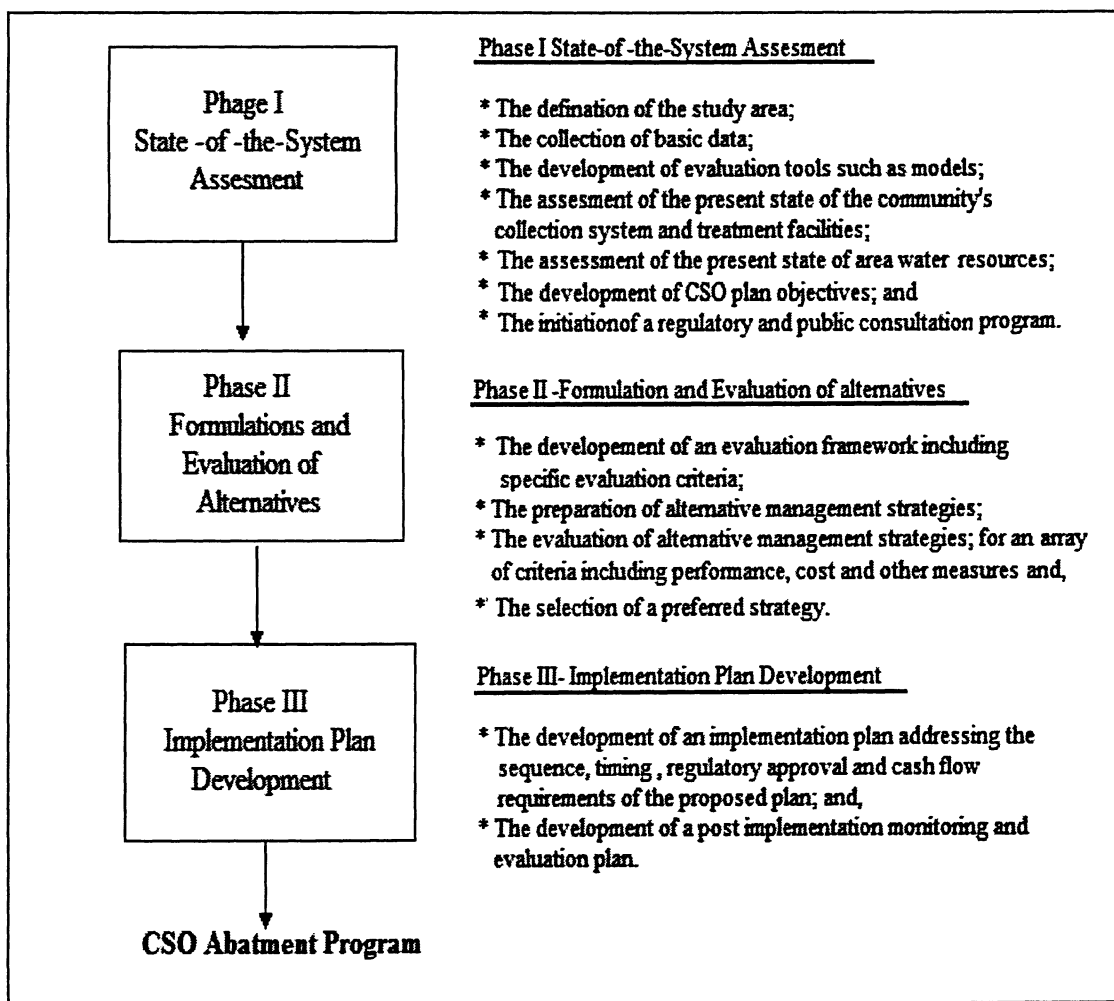 Phage I
State -of -the-System
Assesment
Phase II
Formulations and
Evaluation of
Alternatives
Phase III
Implementation Plan
Development
CSO Abatment Program
Phase I State-of -the-System Assesment
* The defination of the study area;
* The collection of basic data;
* The development of evaluation tools such as models;
* The assesment of the present state of the community's
collection system and treatment facilities;
* The assessment of the present state of area water resources;
* The development of CSO plan objectives; and
* The initiationof a regulatory and public consultation program.
Phase II -Formulation and Evaluation of alternatives
* The developement of an evaluation framework including
specific evaluation criteria;
* The preparation of alternative management strategies;
* The evaluation of alternative management strategies; for an array
of criteria including performance, cost and other measures and,
* The selection of a preferred strategy.
Phase III- Implementation Plan Development
* The development of an implementation plan addressing the
sequence, timing , regulatory approval and cash flow
requirements of the proposed plan; and,
* The development of a post implementation monitoring and
evaluation plan.